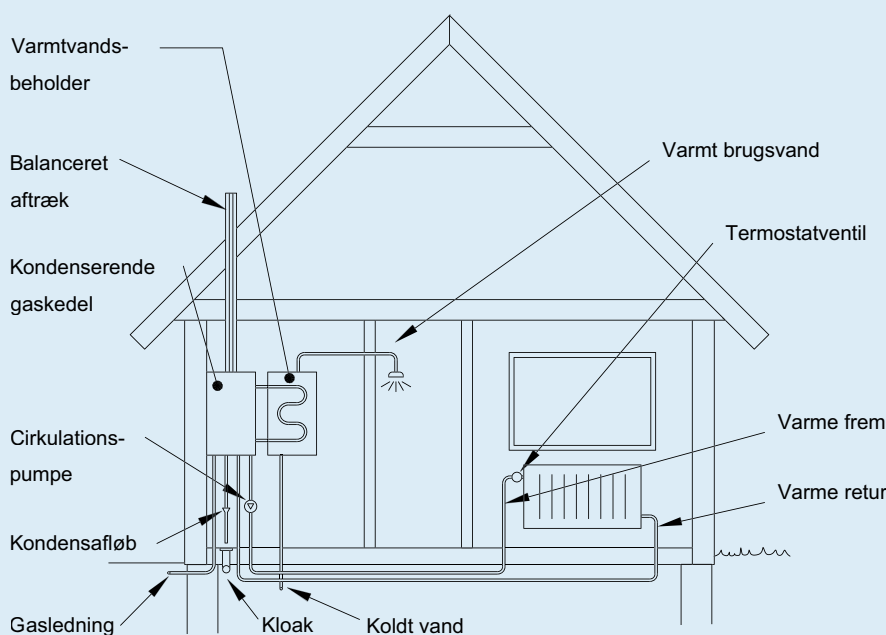 Varmtvands-
beholder
Balanceret
aftræk
Kondenserende
gaskedel
Cirkulations-
pumpe
Kondensafløb
Gasledning
Kloak
Koldt vand
Varmt brugsvand
Termostatventil
Varme frem
Varme retur